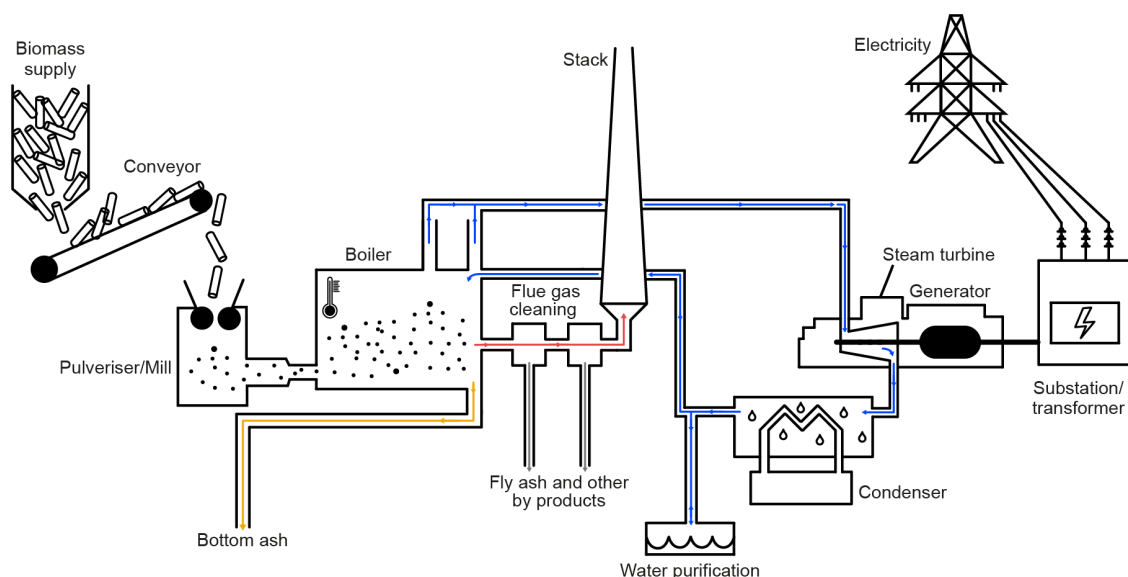 Biomass
supply
Conveyor
Stack
Electricity
Boiler
Flue gas
cleaning
Steam turbine
Generator
Pulveriser/Mill
Substation/
transformer
Fly ash and other
by products
Condenser
Bottom ash
Water purification